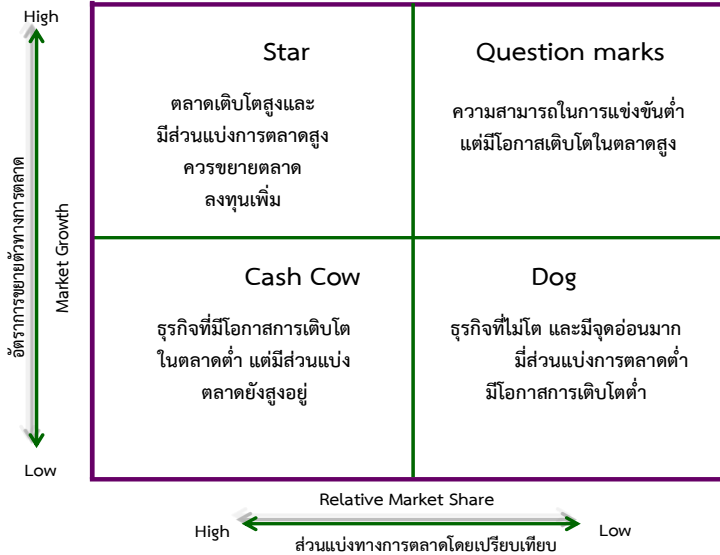 High
Star
ตลาดเติบโตสูงและ
มีส่วนแบ่งการตลาดสูง
ควรขยายตลาด
ลงทุนเพิ่ม
Question marks
ความสามารถในการแข่งขันต่ำ
แต่มีโอกาสเติบโตในตลาดสูง
อัตราการขยายตัวทางการตลาด
Market Growth
Cash Cow
ธุรกิจที่มีโอกาสการเติบโต
ในตลาดต่ำ แต่มีส่วนแบ่ง
ตลาดยังสูงอยู่
Dog
ธุรกิจที่ไม่โต และมีจุดอ่อนมาก
มี่ส่วนแบ่งการตลาดต่ำ
มีโอกาสการเติบโตต่ำ
Low
Relative Market Share
High
Low
ส่วนแบ่งทางการตลาดโดยเปรียบเทียบ